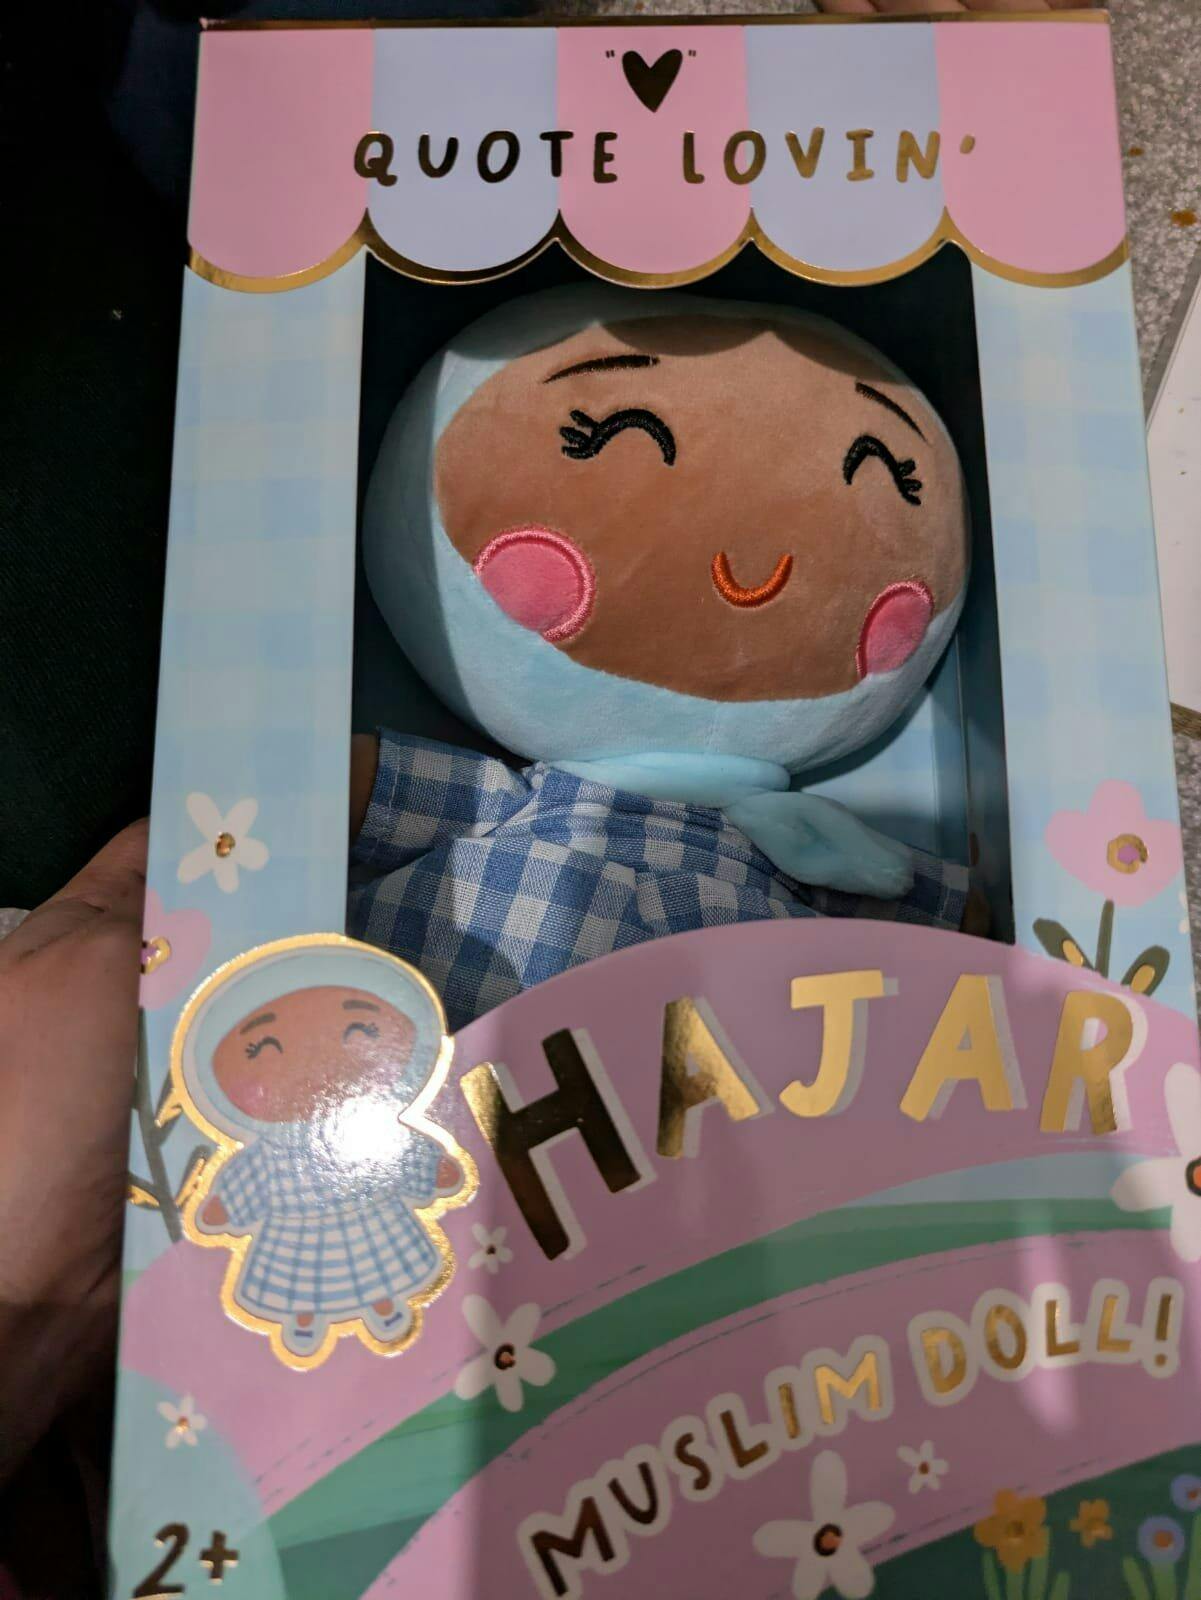 "♥"
QUOTE LOVIN'
HAJAR
MUSLIM DOLL!
2+